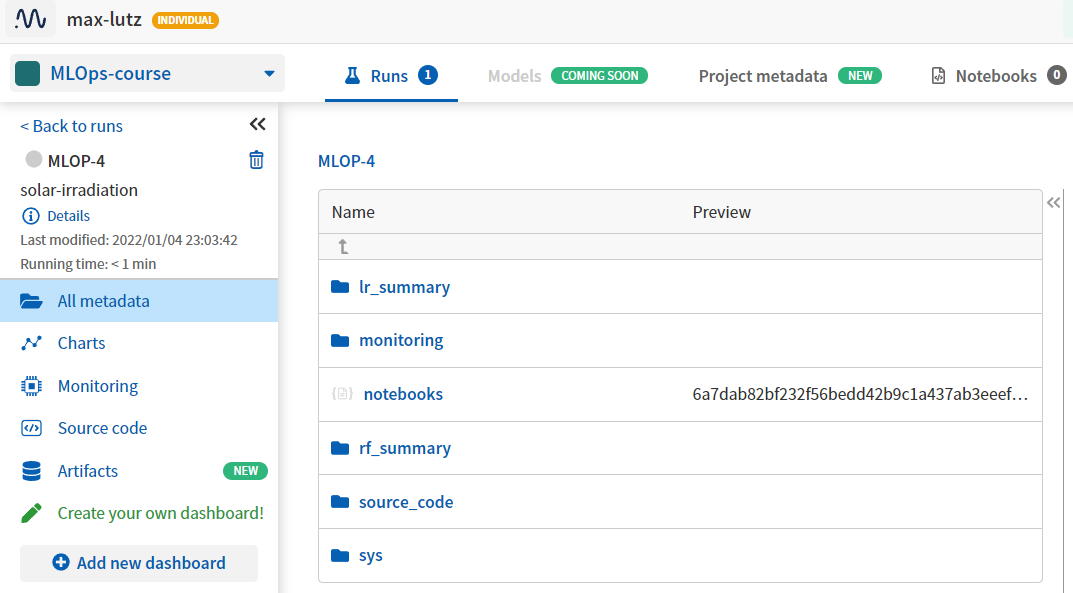 max-lutz INDIVIDUAL
MLOps-course
Runs 1 Models COMING SOON Project metadata NEW Notebooks 0
< Back to runs
MLOP-4
solar-irradiation
Details
Last modified: 2022/01/04 23:03:42
Running time: < 1 min
All metadata
Charts
Monitoring
Source code
Artifacts NEW
Create your own dashboard!
Add new dashboard
MLOP-4
Name Preview
lr_summary
monitoring
notebooks 6a7dab82bf232f56bedd42b9c1a437ab3eeef...
rf_summary
source_code
sys